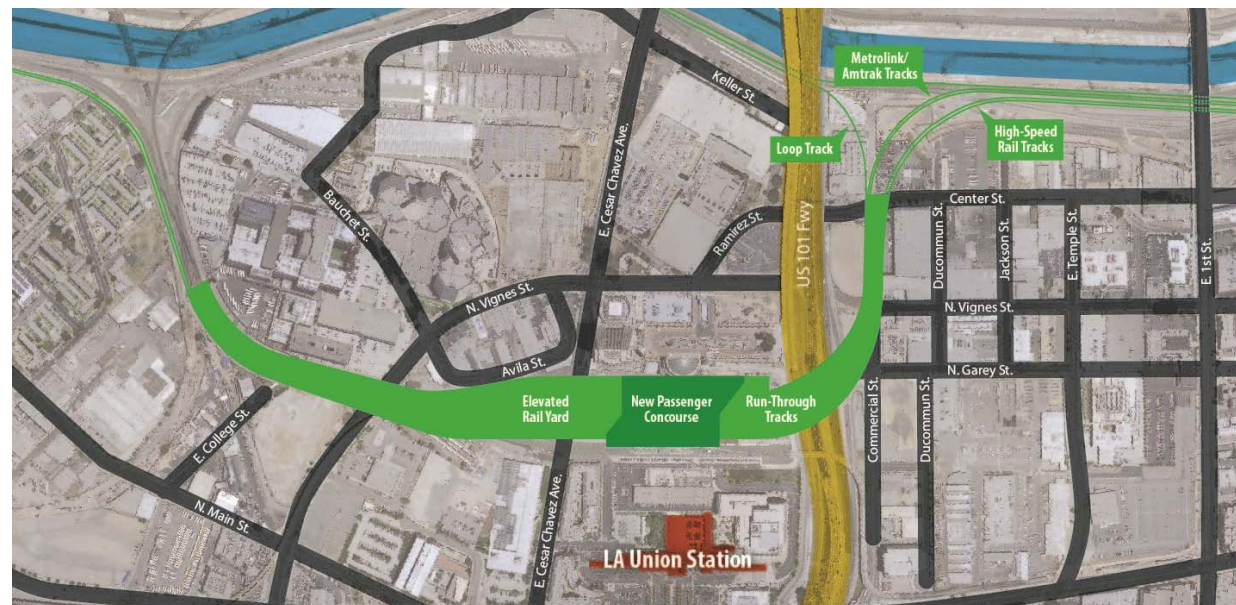 Metrolink/
Amtrak Tracks
Keller St.
E. Cesar Chavez Ave.
High-Speed
Rail Tracks
Loop Track
Bauchet St.
Center St.
Ramirez St.
US 101 Fwy
Ducommun St.
Jackson St.
E. Temple St.
E. 1st St.
N. Vignes St.
N. Vignes St.
Avila St.
N. Garey St.
Elevated
Rail Yard
New Passenger
Concourse
Run-Through
Tracks
E. College St.
Commercial St.
Ducommun St.
N. Main St.
E. Cesar Chavez Ave.
LA Union Station